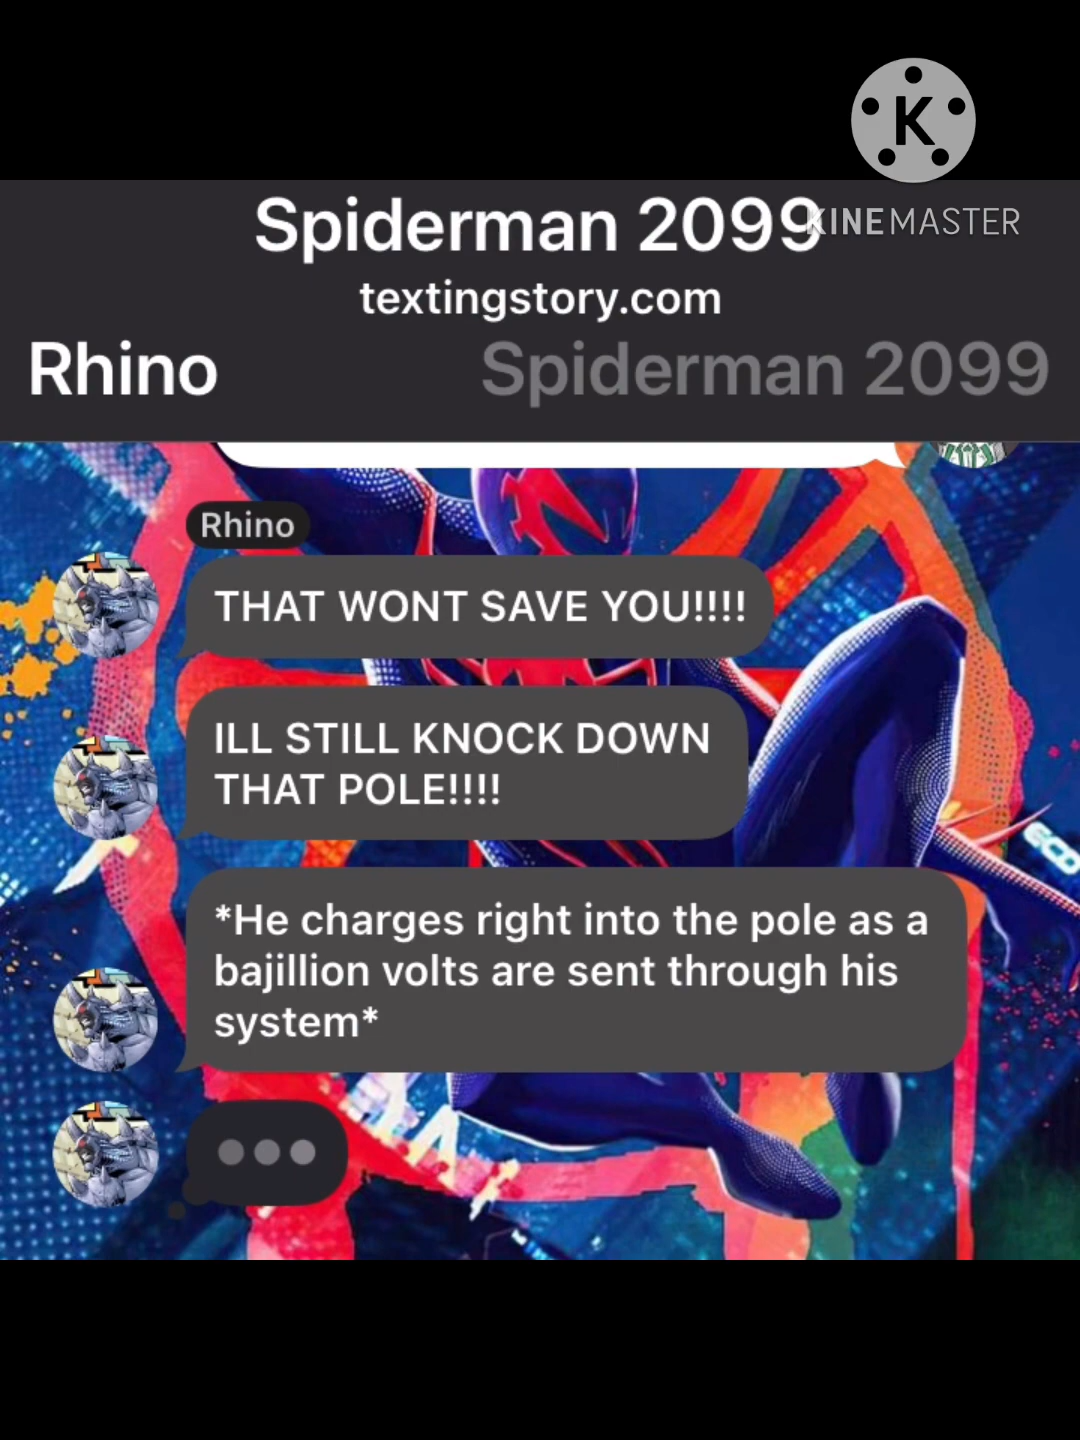 K
KINEMASTER
Spiderman 2099
textingstory.com
Rhino
Spiderman 2099
Rhino
THAT WONT SAVE YOU!!!!
ILL STILL KNOCK DOWN
THAT POLE!!!!
*He charges right into the pole as a
bajillion volts are sent through his
system*